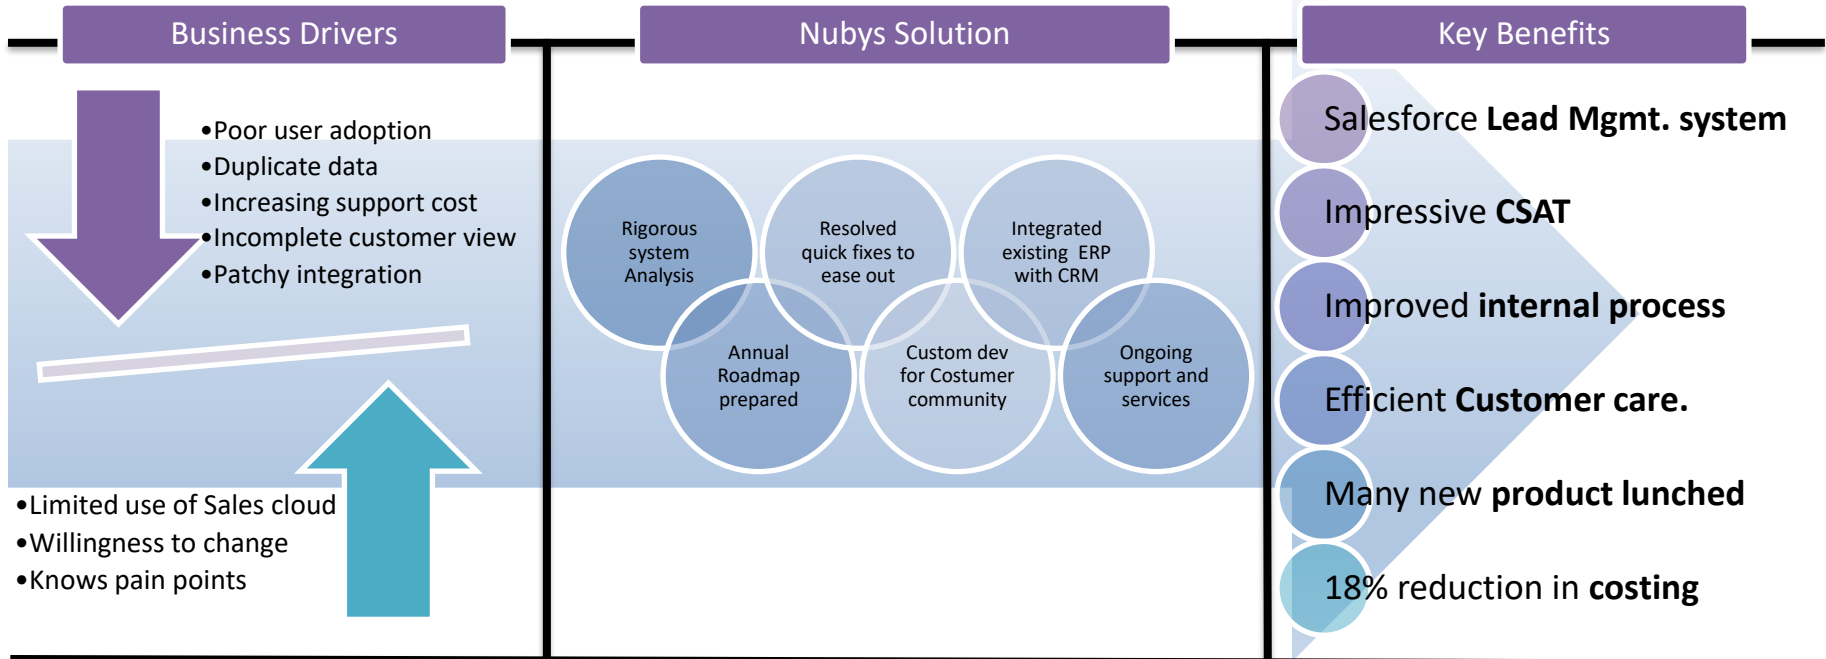 Business Drivers
•Poor user adoption
•Duplicate data
•Increasing support cost
•Incomplete customer view
•Patchy integration
•Limited use of Sales cloud
•Willingness to change
•Knows pain points
Nubys Solution
Rigorous
system
Analysis
Annual
Roadmap
prepared
Resolved
quick fixes to
ease out
Custom dev
for Costumer
community
Integrated
existing ERP
with CRM
Ongoing
support and
services
Key Benefits
Salesforce Lead Mgmt. system
Impressive CSAT
Improved internal process
Efficient Customer care.
Many new product lunched
18% reduction in costing